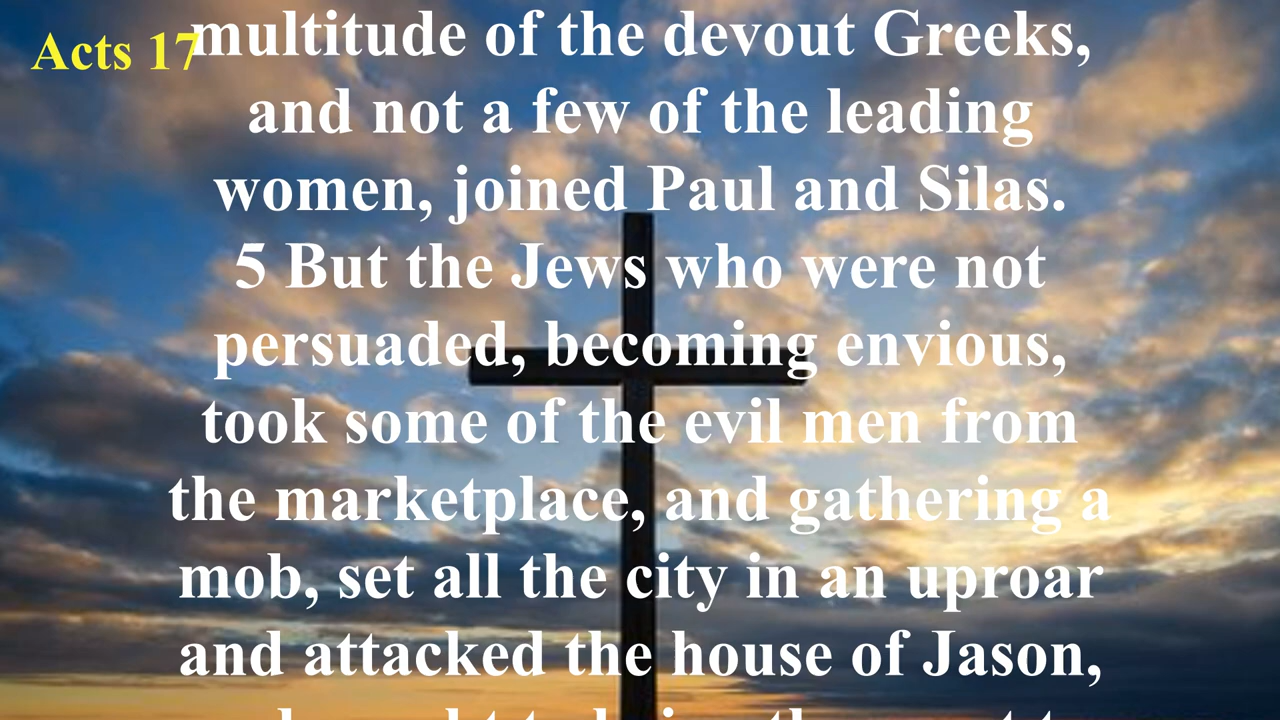 Acts 17
multitude of the devout Greeks,
and not a few of the leading
women, joined Paul and Silas.
5 But the Jews who were not
persuaded, becoming envious,
took some of the evil men from
the marketplace, and gathering a
mob, set all the city in an uproar
and attacked the house of Jason,